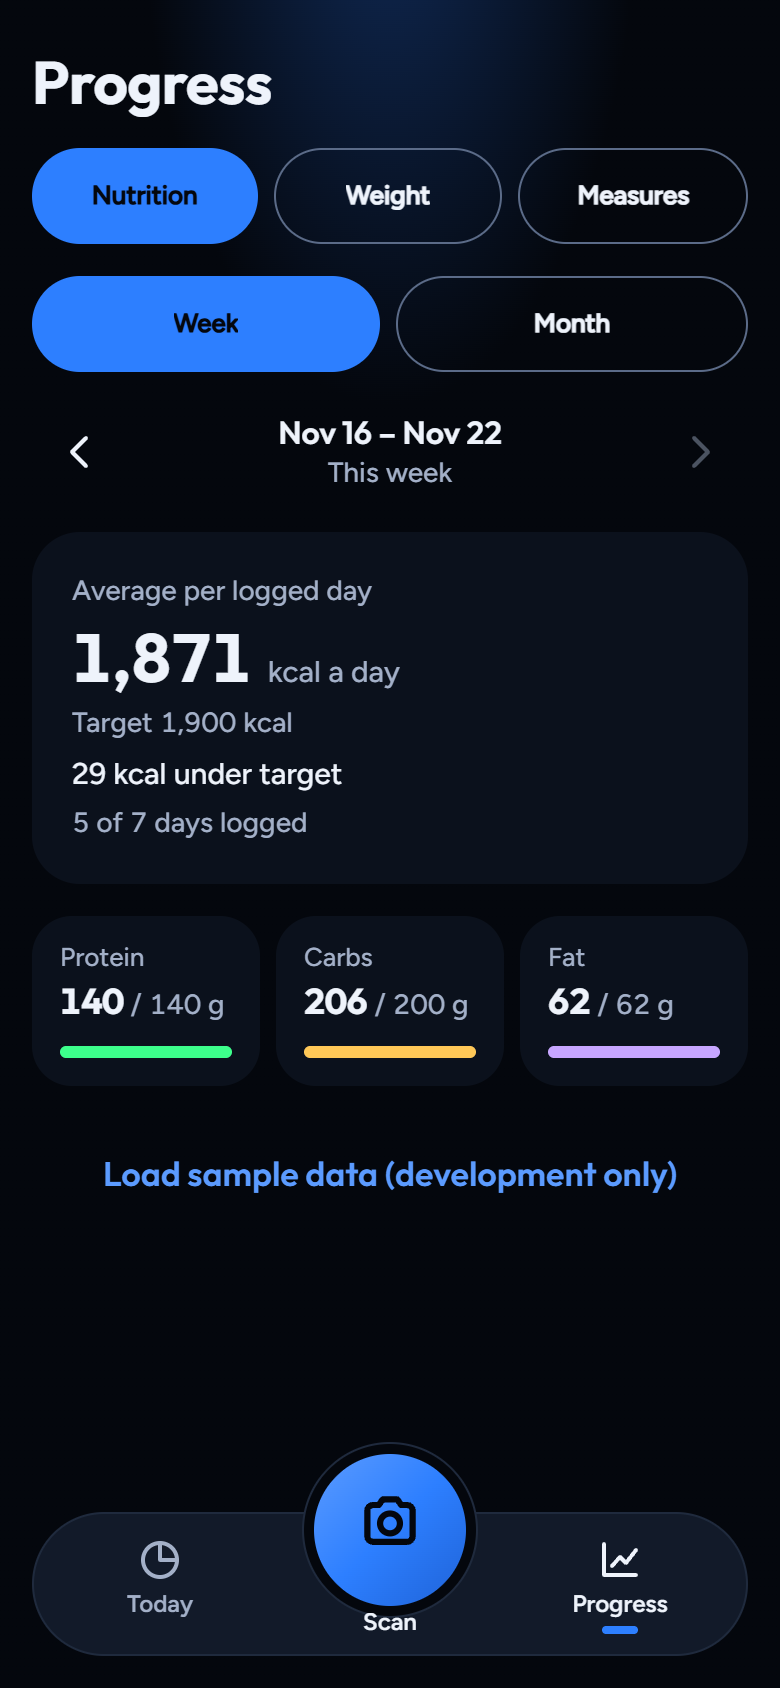 Progress
Nutrition
Weight
Measures
Week
Month
Nov 16 – Nov 22
This week
Average per logged day
1,871 kcal a day
Target 1,900 kcal
29 kcal under target
5 of 7 days logged
Protein
140 / 140 g
Carbs
206 / 200 g
Fat
62 / 62 g
Load sample data (development only)
Today
Scan
Progress